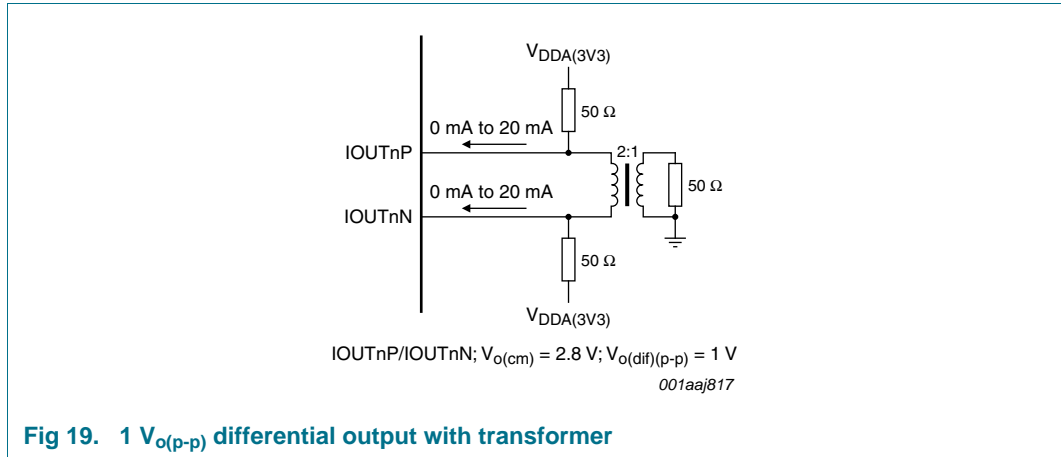 VDDA(3V3)
50 Ω
0 mA to 20 mA
IOUTnP
2:1
50 Ω
0 mA to 20 mA
IOUTnN
50 Ω
VDDA(3V3)
IOUTnP/IOUTnN; Vo(cm) = 2.8 V; Vo(dif)(p-p) = 1 V
001aaj817
Fig 19. 1 Vo(p-p) differential output with transformer